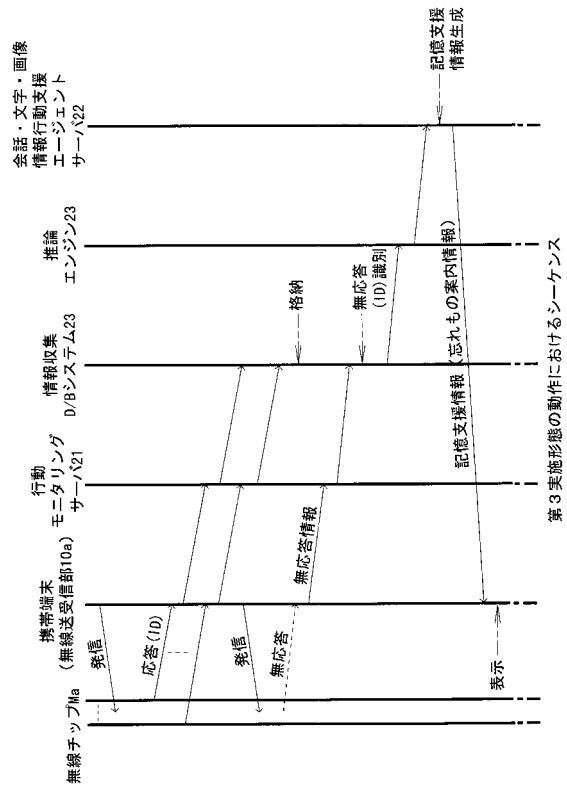 無線チップMa
携帯端末
(無線送受信部10a)
行動
モニタリング
サーバ21
情報収集
D/Bシステム23
推論
エンジン23
会話・文字・画像
情報行動支援
エージェント
サーバ22
発信
応答(ID)
発信
無応答
無応答情報
格納
無応答
(ID)識別
記憶支援
情報生成
記憶支援情報(忘れもの案内情報)
表示
第3実施形態の動作におけるシーケンス